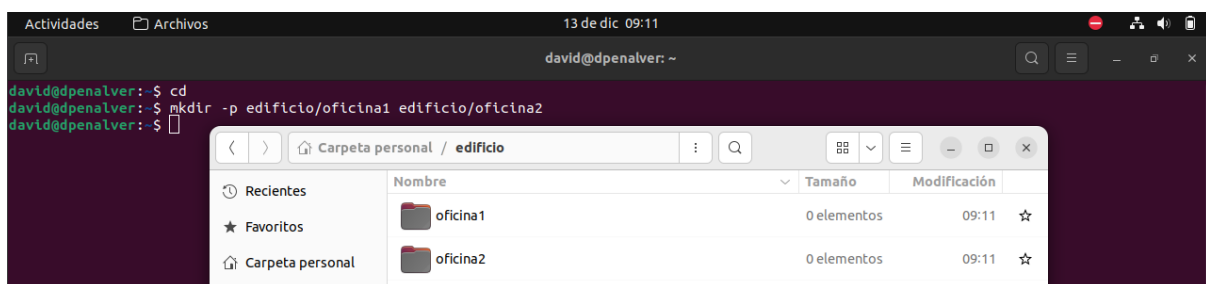 Actividades Archivos 13 de dic 09:11
david@dpenalver: ~
david@dpenalver:~$ cd
david@dpenalver:~$ mkdir -p edificio/oficina1 edificio/oficina2
david@dpenalver:~$
Carpeta personal / edificio
Recientes
Favoritos
Carpeta personal
Nombre Tamaño Modificación
oficina1 0 elementos 09:11
oficina2 0 elementos 09:11